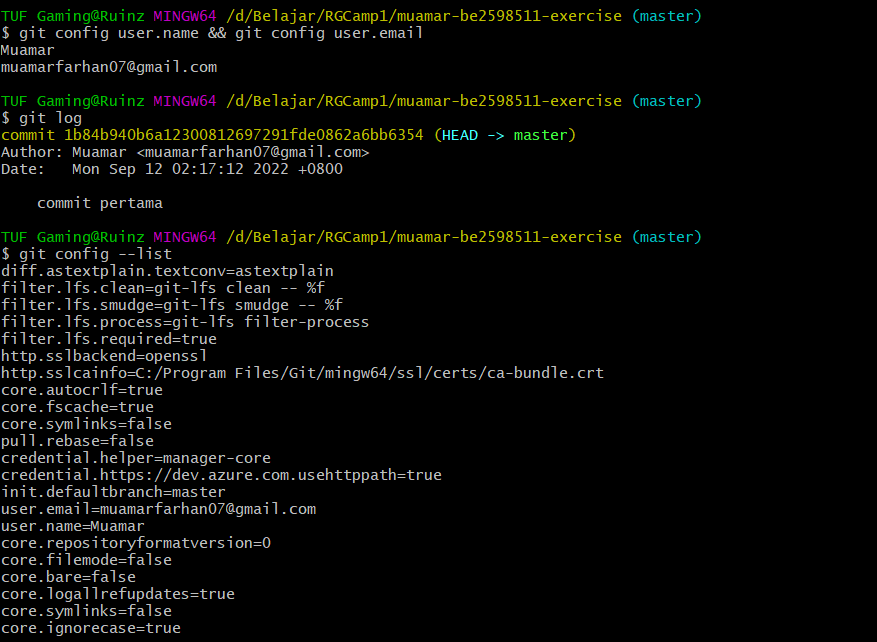 TUF Gaming@Ruinz MINGW64 /d/Belajar/RGCamp1/muamar-be2598511-exercise (master)
$ git config user.name && git config user.email
Muamar
muamarfarhan07@gmail.com
TUF Gaming@Ruinz MINGW64 /d/Belajar/RGCamp1/muamar-be2598511-exercise (master)
$ git log
commit 1b84b940b6a12300812697291fde0862a6bb6354 (HEAD -> master)
Author: Muamar <muamarfarhan07@gmail.com>
Date:   Mon Sep 12 02:17:12 2022 +0800
    commit pertama
TUF Gaming@Ruinz MINGW64 /d/Belajar/RGCamp1/muamar-be2598511-exercise (master)
$ git config --list
diff.astextplain.textconv=astextplain
filter.lfs.clean=git-lfs clean -- %f
filter.lfs.smudge=git-lfs smudge -- %f
filter.lfs.process=git-lfs filter-process
filter.lfs.required=true
http.sslbackend=openssl
http.sslcainfo=C:/Program Files/Git/mingw64/ssl/certs/ca-bundle.crt
core.autocrlf=true
core.fscache=true
core.symlinks=false
pull.rebase=false
credential.helper=manager-core
credential.https://dev.azure.com.usehttppath=true
init.defaultbranch=master
user.email=muamarfarhan07@gmail.com
user.name=Muamar
core.repositoryformatversion=0
core.filemode=false
core.bare=false
core.logallrefupdates=true
core.symlinks=false
core.ignorecase=true